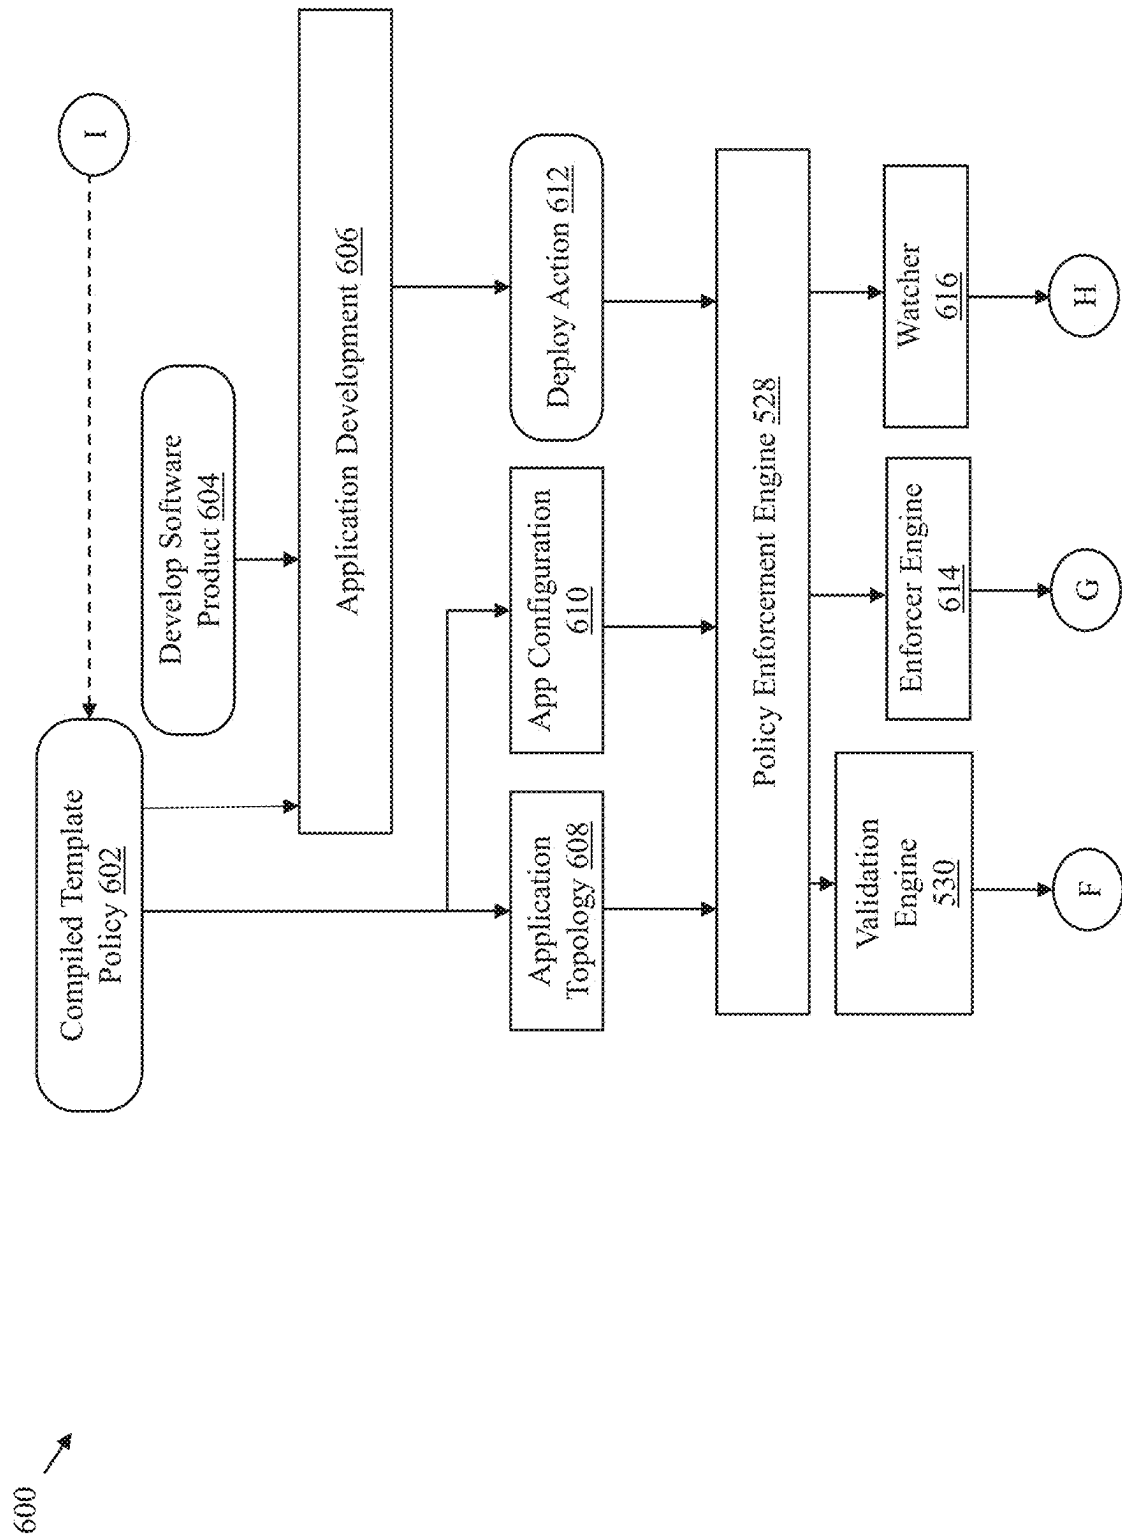 600
Compiled Template
Policy 602
I
Develop Software
Product 604
Application Development 606
Application
Topology 608
App Configuration
610
Deploy Action 612
Policy Enforcement Engine 528
Validation
Engine
530
Enforcer Engine
614
Watcher
616
F
G
H